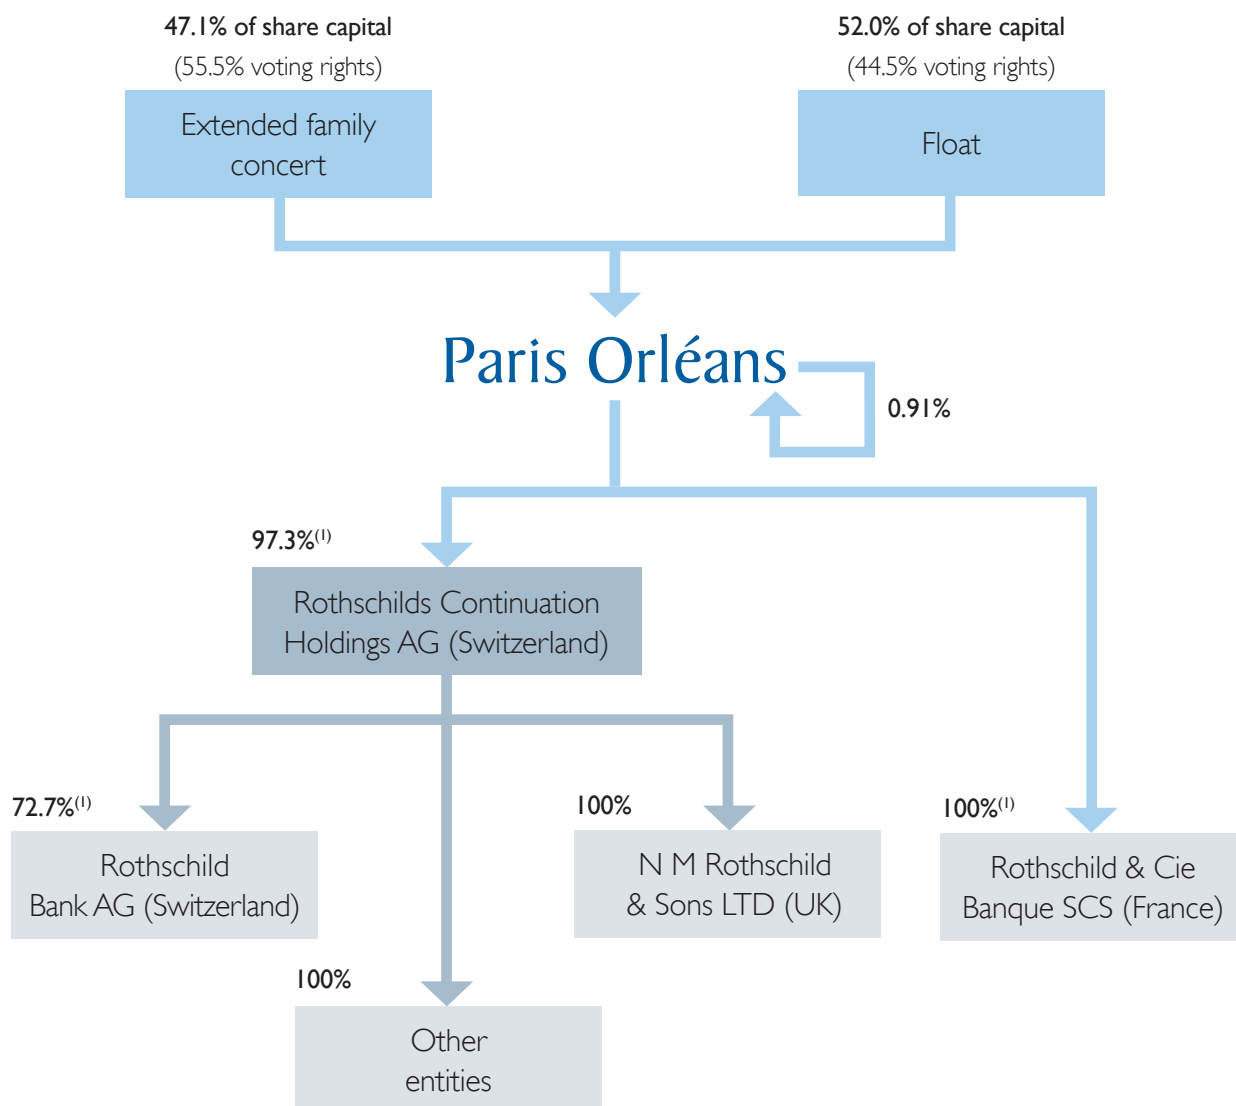 47.1% of share capital
(55.5% voting rights)
Extended family
concert
52.0% of share capital
(44.5% voting rights)
Float
Paris Orléans
0.91%
97.3%(1)
Rothschilds Continuation
Holdings AG (Switzerland)
72.7%(1)
Rothschild
Bank AG (Switzerland)
100%
N M Rothschild
& Sons LTD (UK)
100%(1)
Rothschild & Cie
Banque SCS (France)
100%
Other
entities